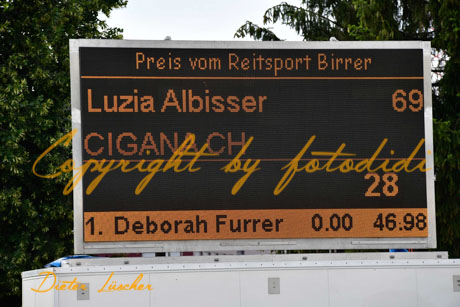 © fotodidi
Preis vom Reitsport Birrer
Luzia Albisser 69
CIGANA CH
Copyright by fotodidi
28
1. Deborah Furrer 0.00 46.98
© Dieter Lüscher